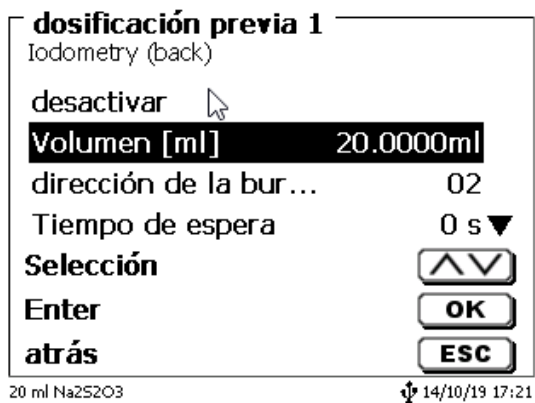 dosificación previa 1
Iodometry (back)
desactivar
Volumen [ml] 20.0000ml
dirección de la bur... 02
Tiempo de espera 0 s
Selección
Enter OK
atrás ESC
20 ml Na2S2O3 14/10/19 17:21